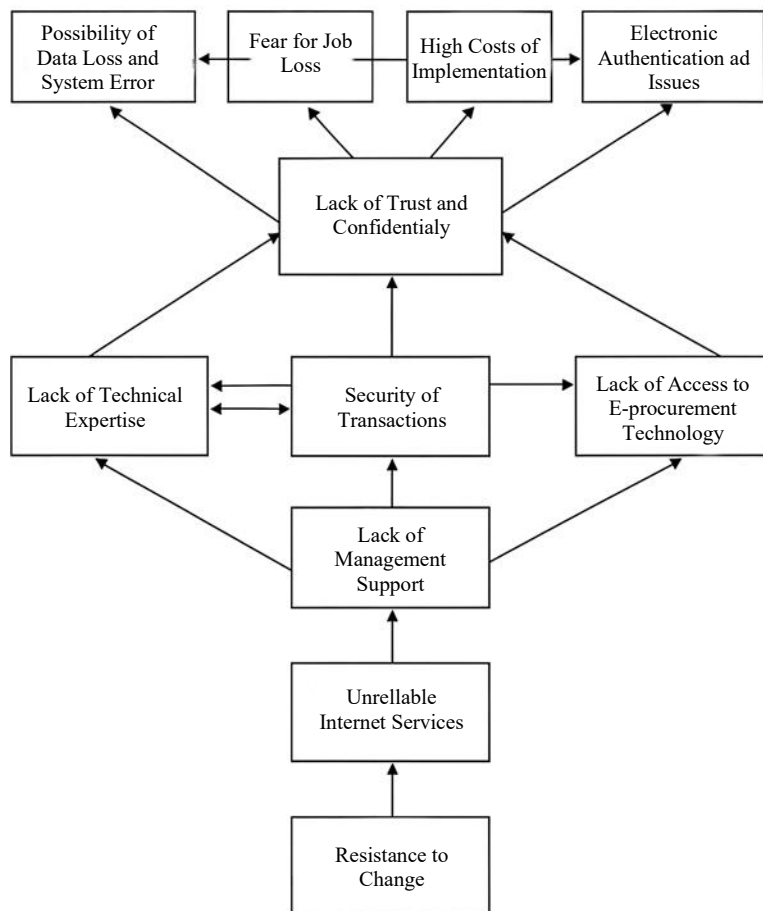 Possibility of
Data Loss and
System Error
Fear for Job
Loss
High Costs of
Implementation
Electronic
Authentication ad
Issues
Lack of Trust and
Confidentialy
Lack of Technical
Expertise
Security of
Transactions
Lack of Access to
E-procurement
Technology
Lack of
Management
Support
Unrellable
Internet Services
Resistance to
Change